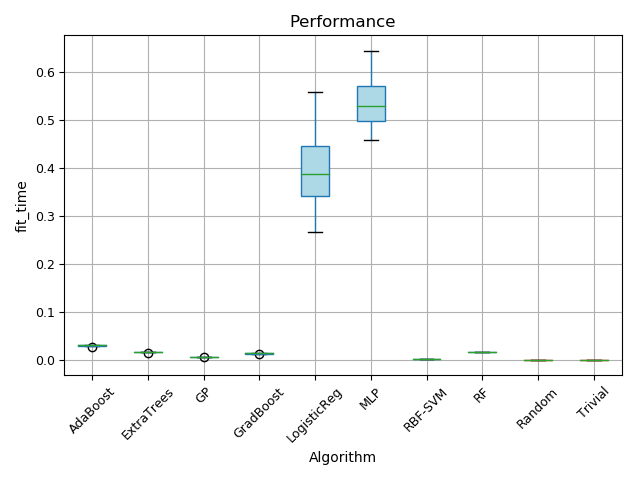 Performance
fit_time
0.6
0.5
0.4
0.3
0.2
0.1
0.0
AdaBoost
ExtraTrees
GP
GradBoost
LogisticReg
MLP
RBF-SVM
RF
Random
Trivial
Algorithm